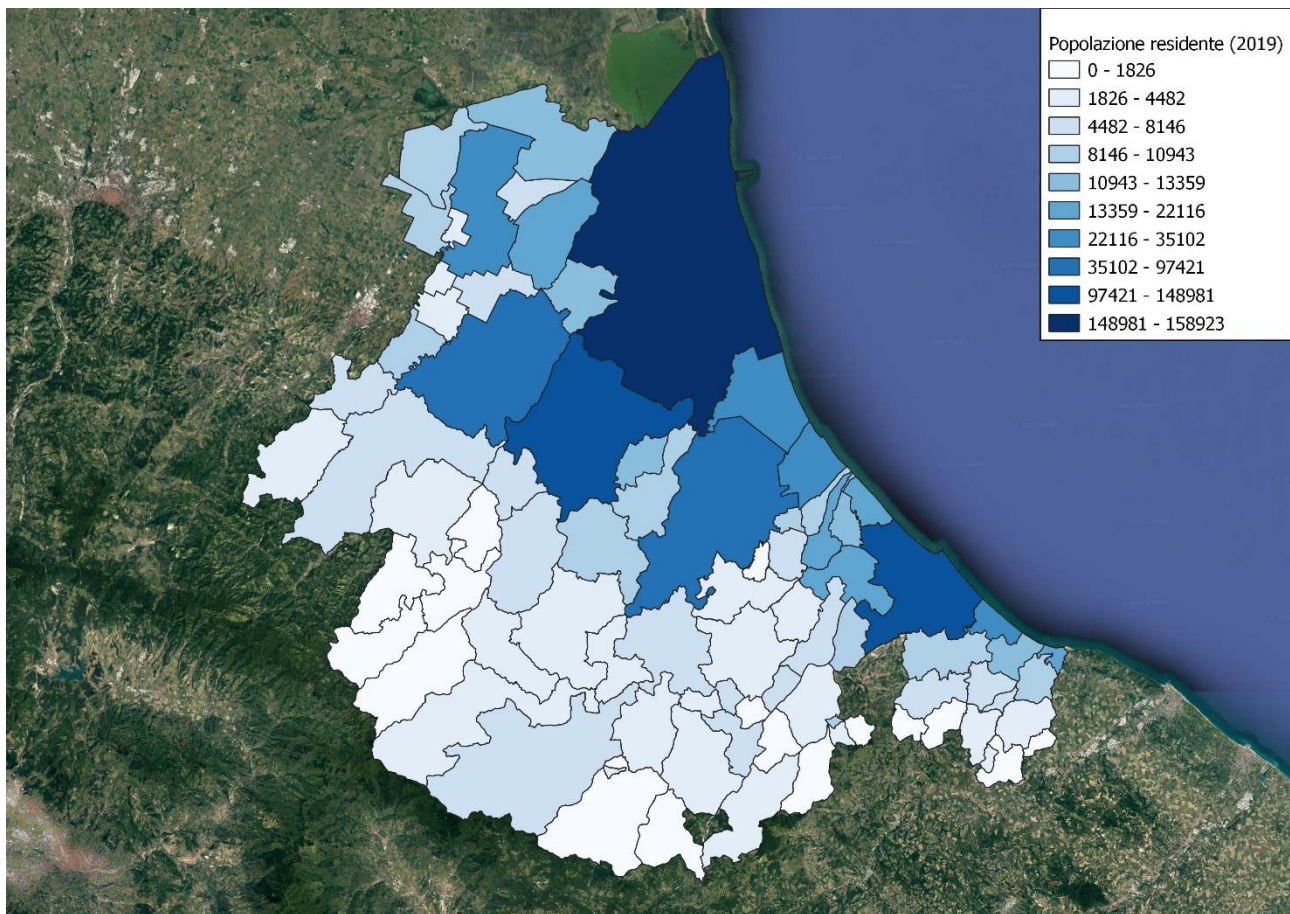 Popolazione residente (2019)
0 - 1826
1826 - 4482
4482 - 8146
8146 - 10943
10943 - 13359
13359 - 22116
22116 - 35102
35102 - 97421
97421 - 148981
148981 - 158923